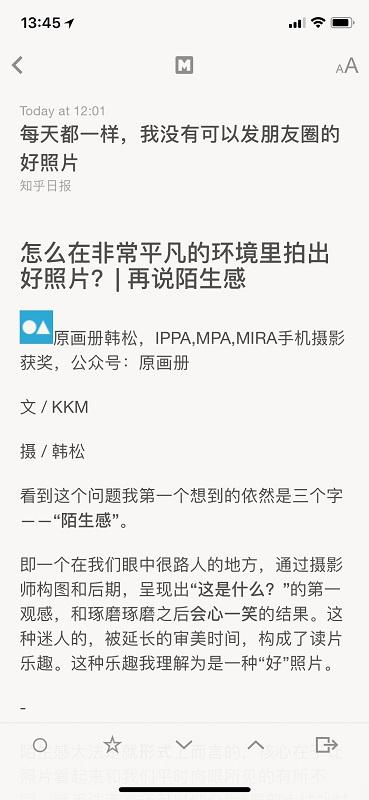 13:45
Today at 12:01
每天都一样，我没有可以发朋友圈的
好照片
知乎日报
怎么在非常平凡的环境里拍出
好照片？| 再说陌生感
原画册韩松，IPPA,MPA,MIRA手机摄影
获奖，公众号：原画册
文 / KKM
摄 / 韩松
看到这个问题我第一个想到的依然是三个字
——“陌生感”。
即一个在我们眼中很路人的地方，通过摄影
师构图和后期，呈现出“这是什么？”的第一
观感，和琢磨琢磨之后会心一笑的结果。这
种迷人的，被延长的审美时间，构成了读片
乐趣。这种乐趣我理解为是一种“好”照片。
-